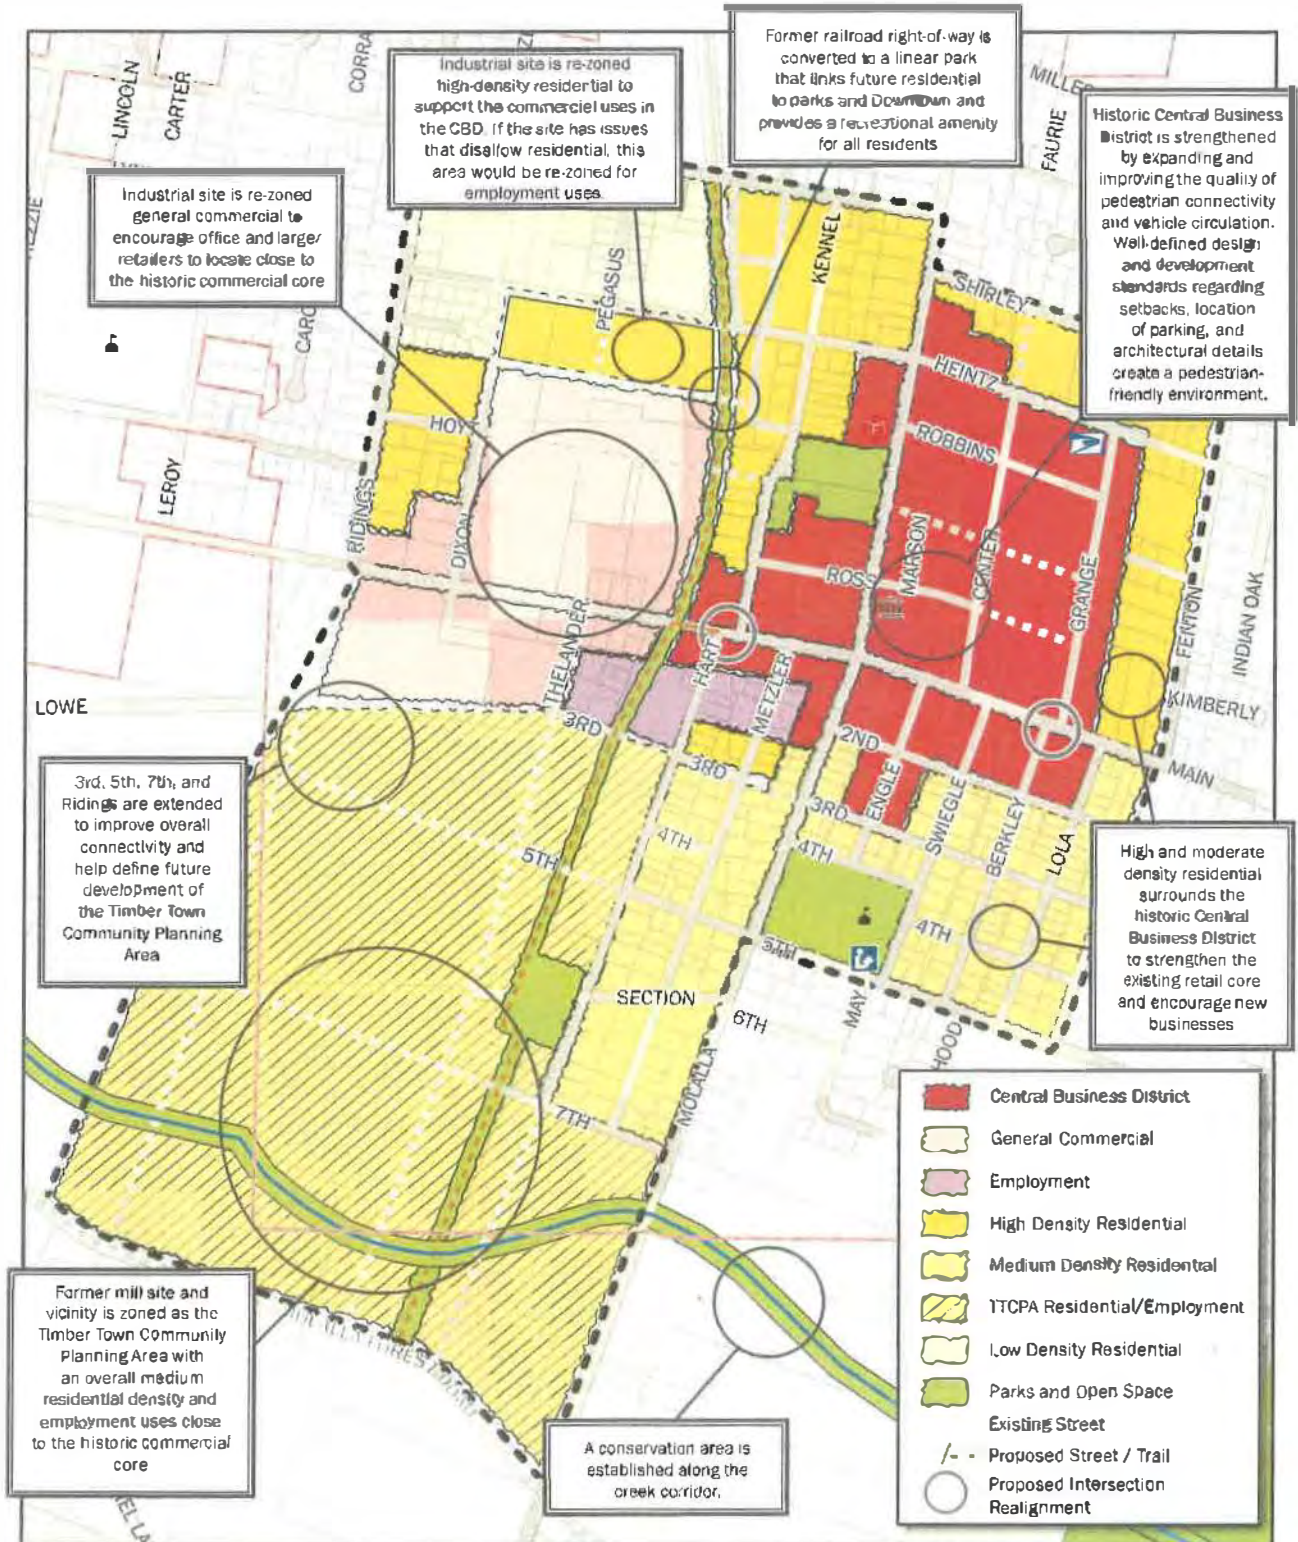 Former railroad right-of-way is
converted to a linear park
that links future residential
to parks and Downtown and
provides a recreational amenity
for all residents
Industrial site is re-zoned
high-density residential to
support the commerciel uses in
the CBD. If the site has issues
that disallow residential, this
area would be re-zoned for
employment uses.
Historic Central Business
District is strengthened
by expanding and
improving the quality of
pedestrian connectivity
and vehicle circulation.
Well-defined design
and development
standards regarding
setbacks, location
of parking, and
architectural details
create a pedestrian-
friendly environment.
Industrial site is re-zoned
general commercial to
encourage office and larger
retailers to locate close to
the historic commercial core
LINCOLN
CARTER
FAURIE
KENNEL
PEGASUS
SHIRLEY
HEINTZ
HOYT
ROBBINS
LEROY
RIDINGS
DIXON
MARSON
CENTER
ROSS
GRANGE
FENTON
INDIAN OAK
THELANDER
HART
METZLER
KIMBERLY
LOWE
3RD
2ND
MAIN
3RD
ENGLE
3RD
SWIEGLE
BERKLEY
LOLA
4TH
4TH
5TH
4TH
5TH
SECTION
6TH
MAY
HOOD
MOLALLA
7TH
3rd, 5th, 7th, and
Ridings are extended
to improve overall
connectivity and
help define future
development of
the Timber Town
Community Planning
Area
High and moderate
density residential
surrounds the
historic Central
Business District
to strengthen the
existing retail core
and encourage new
businesses
Former mill site and
vicinity is zoned as the
Timber Town Community
Planning Area with
an overall medium
residential density and
employment uses close
to the historic commercial
core
A conservation area is
established along the
creek corridor.
Central Business District
General Commercial
Employment
High Density Residential
Medium Density Residential
TTCPA Residential/Employment
Low Density Residential
Parks and Open Space
Existing Street
Proposed Street / Trail
Proposed Intersection
Realignment